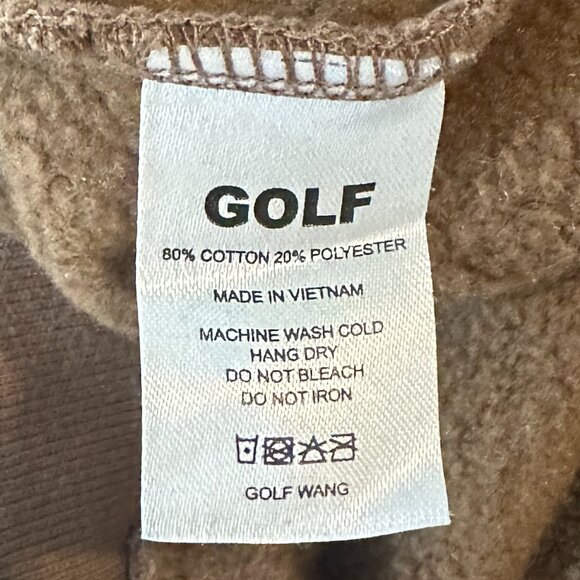 GOLF
80% COTTON 20% POLYESTER
MADE IN VIETNAM
MACHINE WASH COLD
HANG DRY
DO NOT BLEACH
DO NOT IRON
GOLF WANG